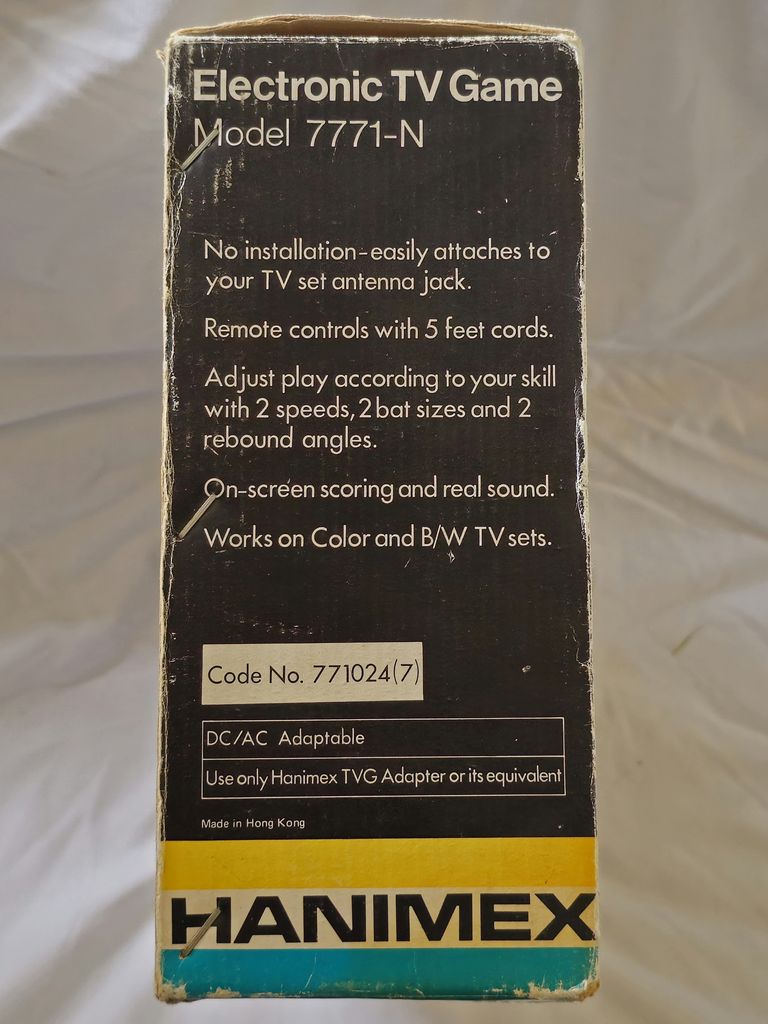 Electronic TV Game
Model 7771-N
No installation-easily attaches to
your TV set antenna jack.
Remote controls with 5 feet cords.
Adjust play according to your skill
with 2 speeds, 2 bat sizes and 2
rebound angles.
On-screen scoring and real sound.
Works on Color and B/W TV sets.
Code No. 771024(7)
DC/AC Adaptable
Use only Hanimex TVG Adapter or its equivalent
Made in Hong Kong
HANIMEX